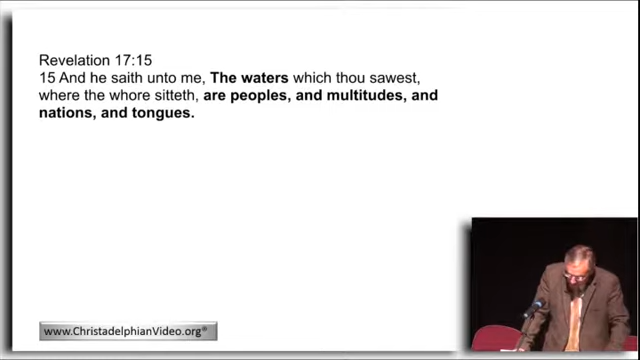 Revelation 17:15
15 And he saith unto me, The waters which thou sawest,
where the whore sitteth, are peoples, and multitudes, and
nations, and tongues.
www.ChristadelphianVideo.org®